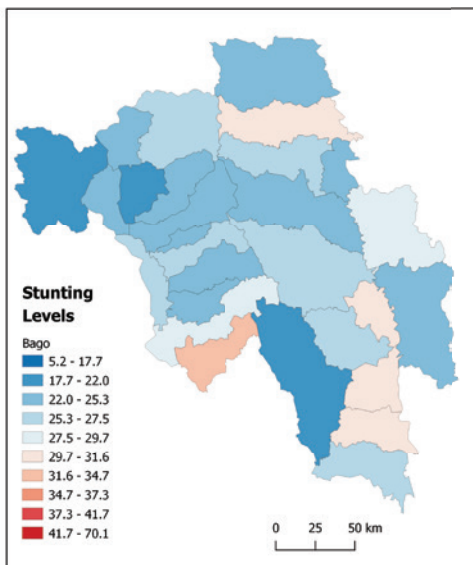 Stunting
Levels
Bago
5.2 - 17.7
17.7 - 22.0
22.0 - 25.3
25.3 - 27.5
27.5 - 29.7
29.7 - 31.6
31.6 - 34.7
34.7 - 37.3
37.3 - 41.7
41.7 - 70.1
0 25 50 km